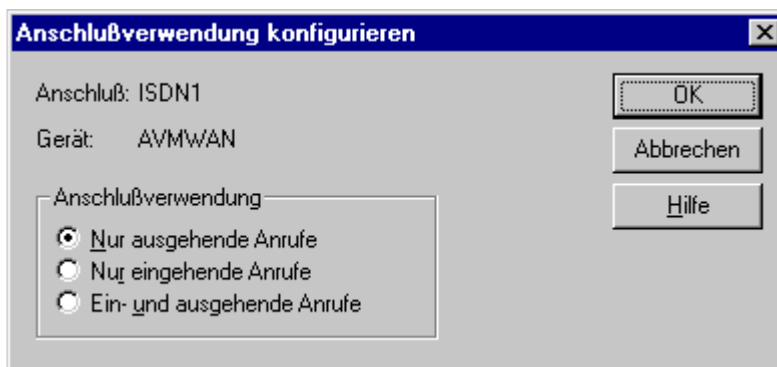 Anschlußverwendung konfigurieren
Anschluß: ISDN1
Gerät: AVMWAN
Anschlußverwendung
Nur ausgehende Anrufe
Nur eingehende Anrufe
Ein- und ausgehende Anrufe
OK
Abbrechen
Hilfe